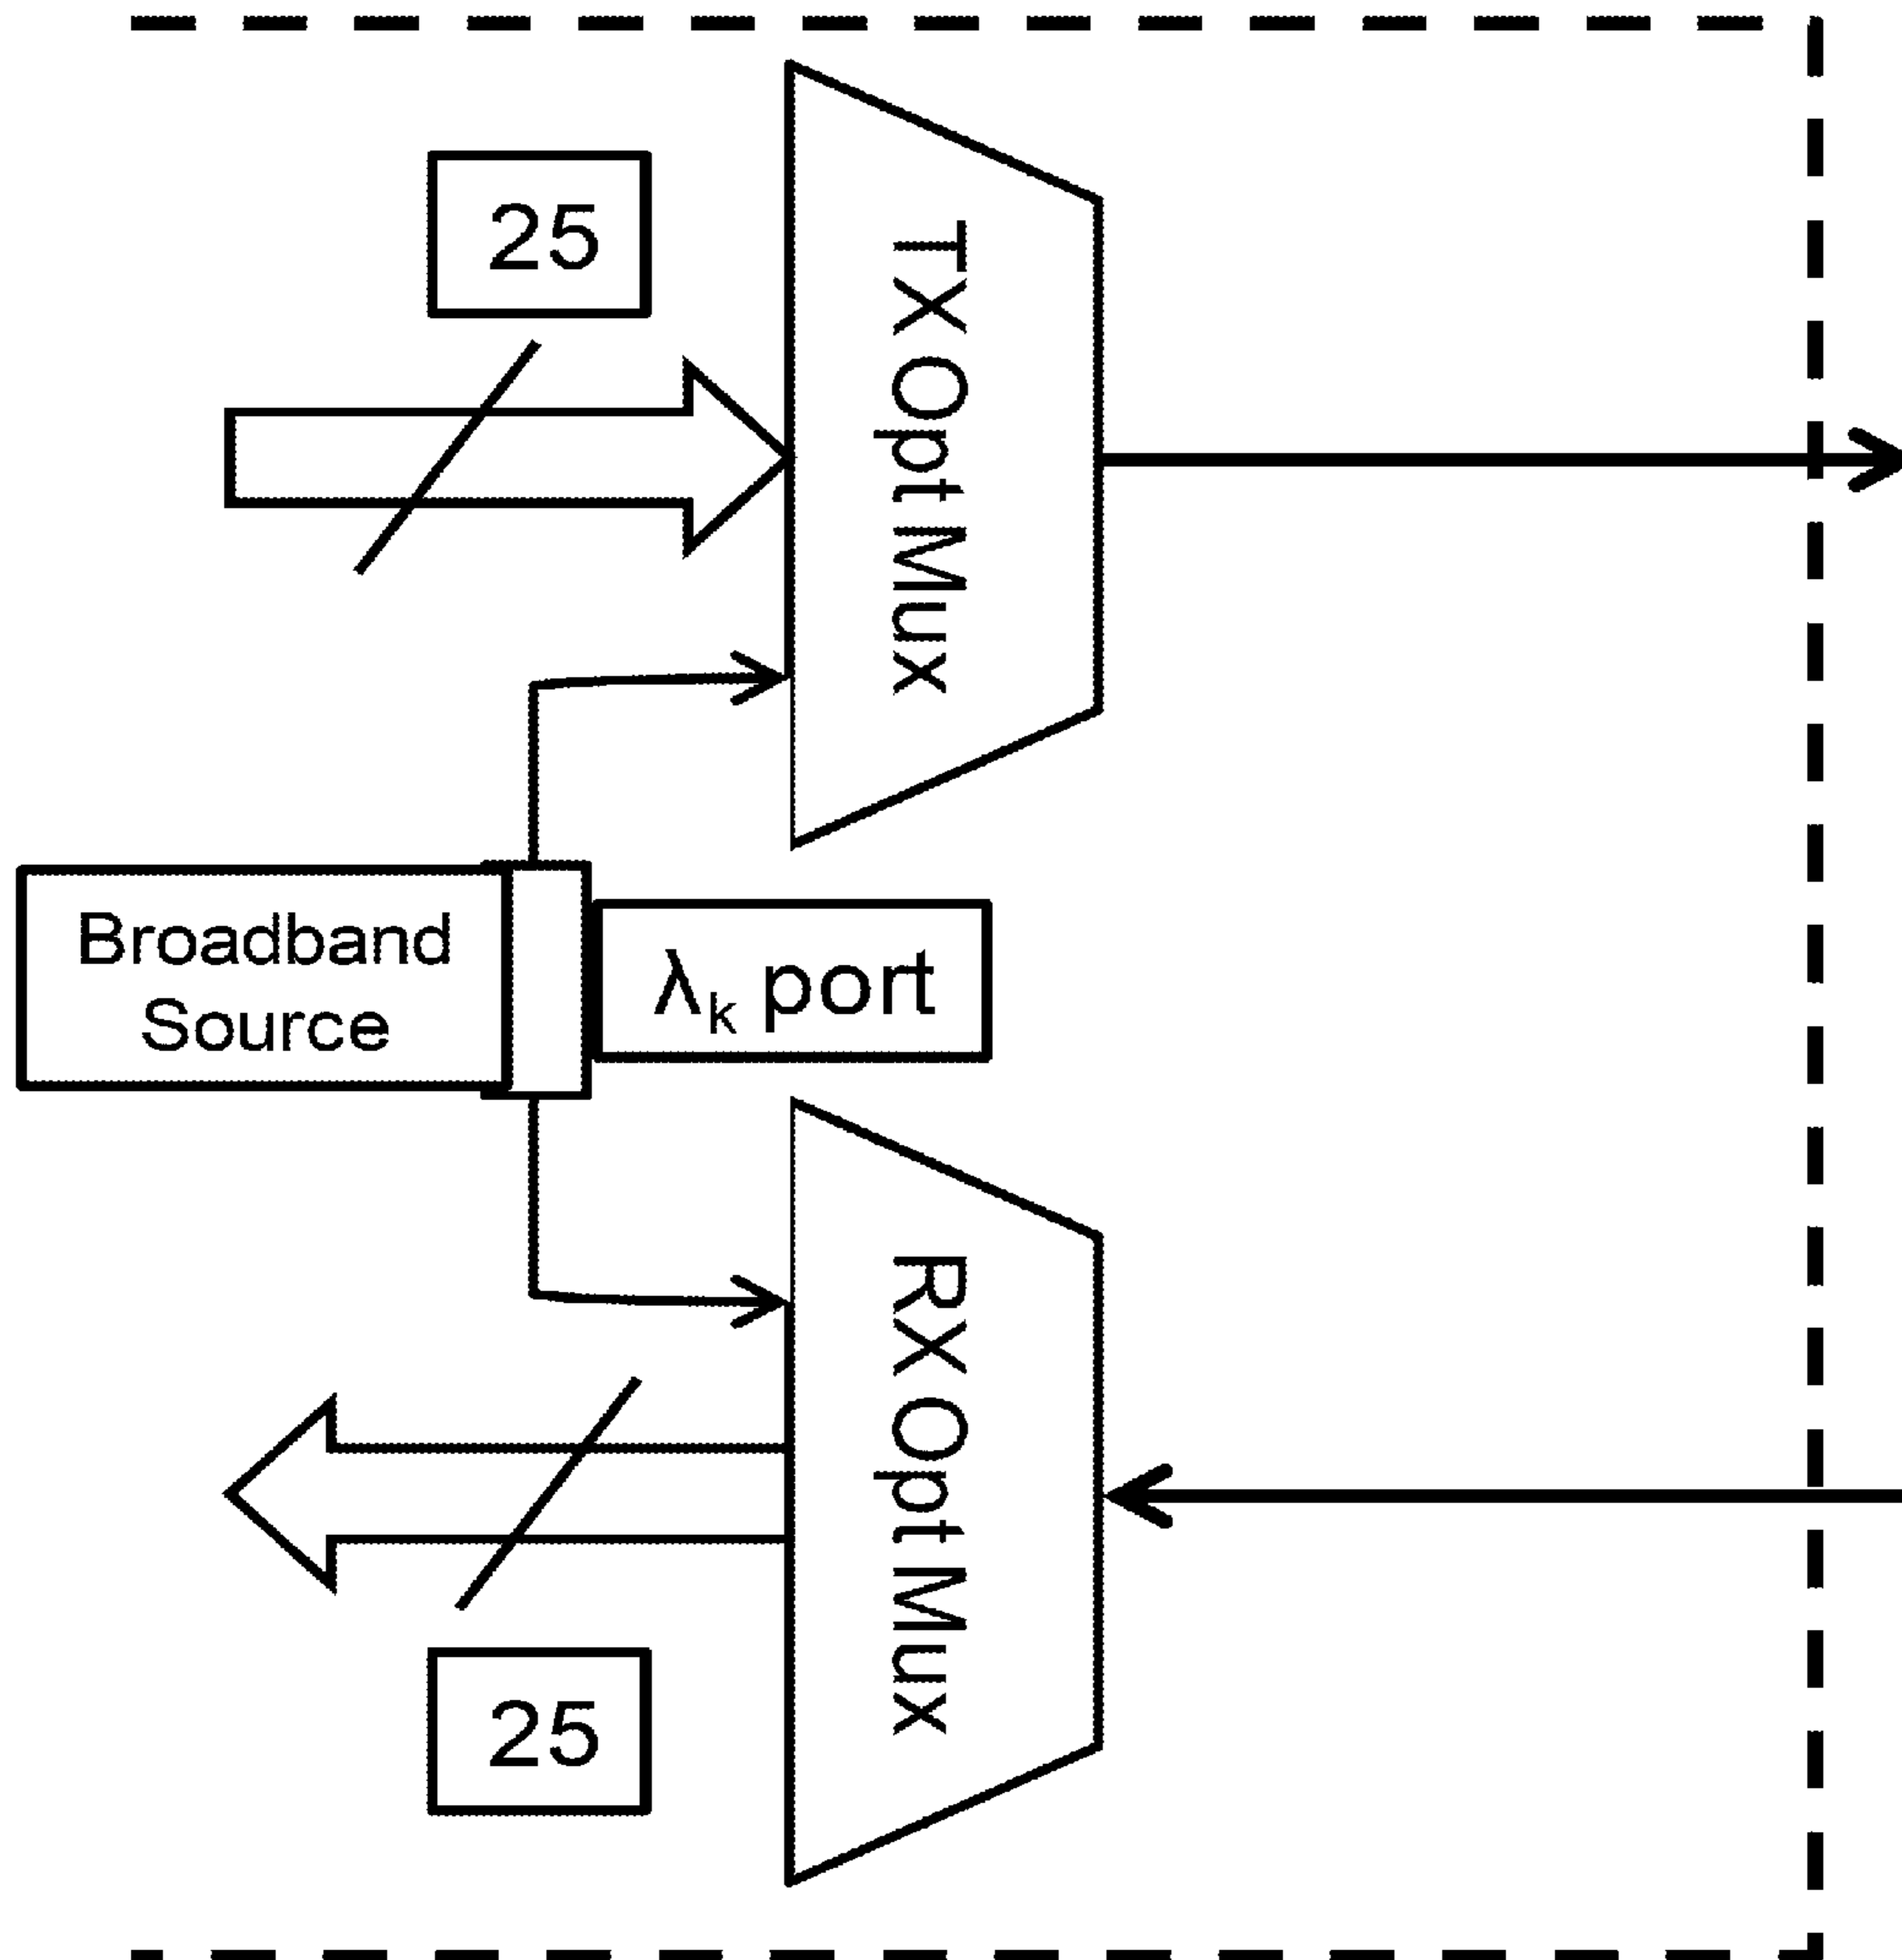 25
TX Opt Mux
Broadband
Source
λk port
RX Opt Mux
25